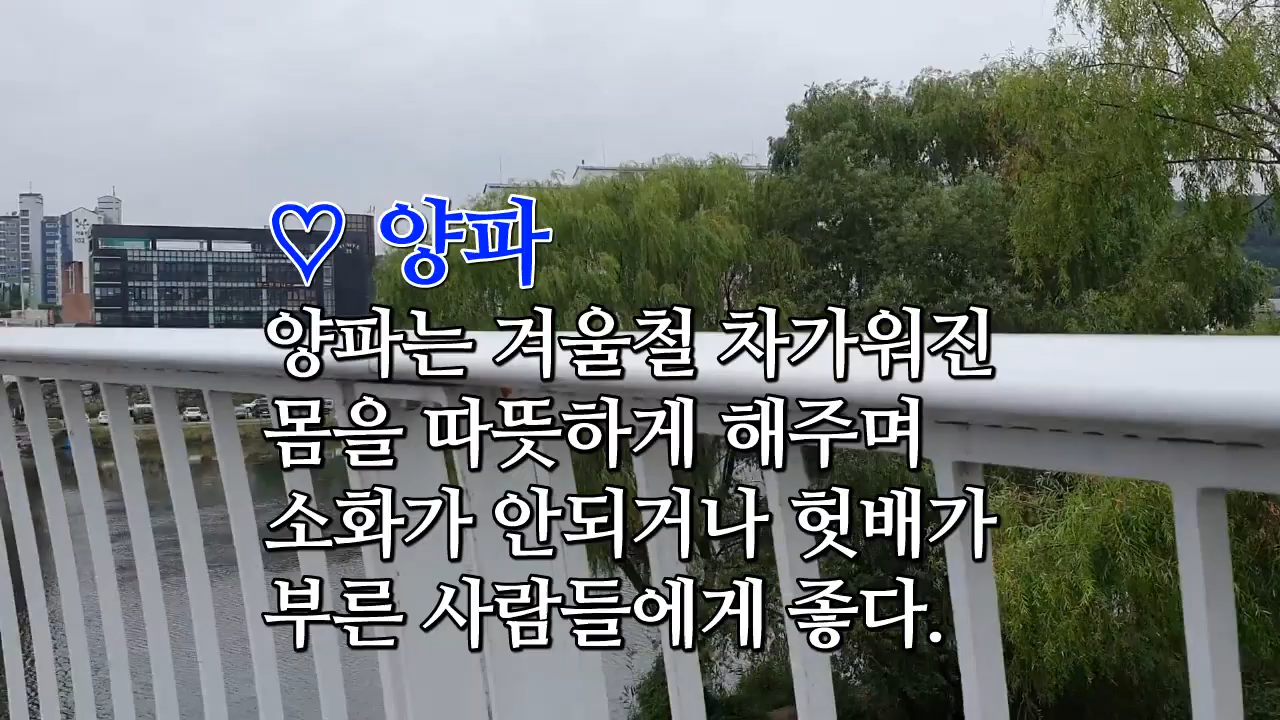 ♡ 양파
양파는 겨울철 차가워진
몸을 따뜻하게 해주며
소화가 안되거나 헛배가
부른 사람들에게 좋다.